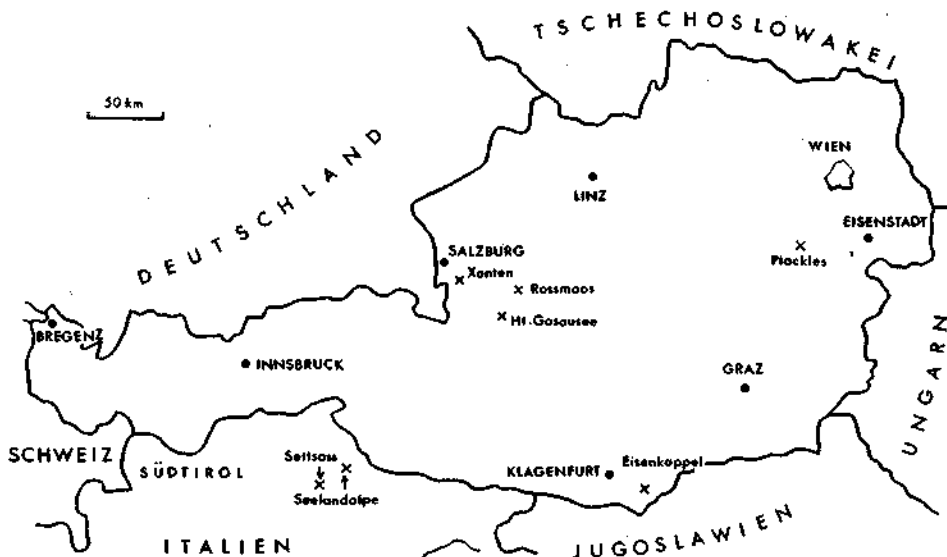 TSCHECHOSLOWAKEI
50 km
DEUTSCHLAND
WIEN
LINZ
EISENSTADT
SALZBURG
Plackles
Xanten
Rossmoos
Ht.-Gosausee
BREGENZ
INNSBRUCK
GRAZ
UNGARN
SCHWEIZ
SÜDTIROL
Settsass
KLAGENFURT
Eisenkappel
Seelandalpe
ITALIEN
JUGOSLAWIEN